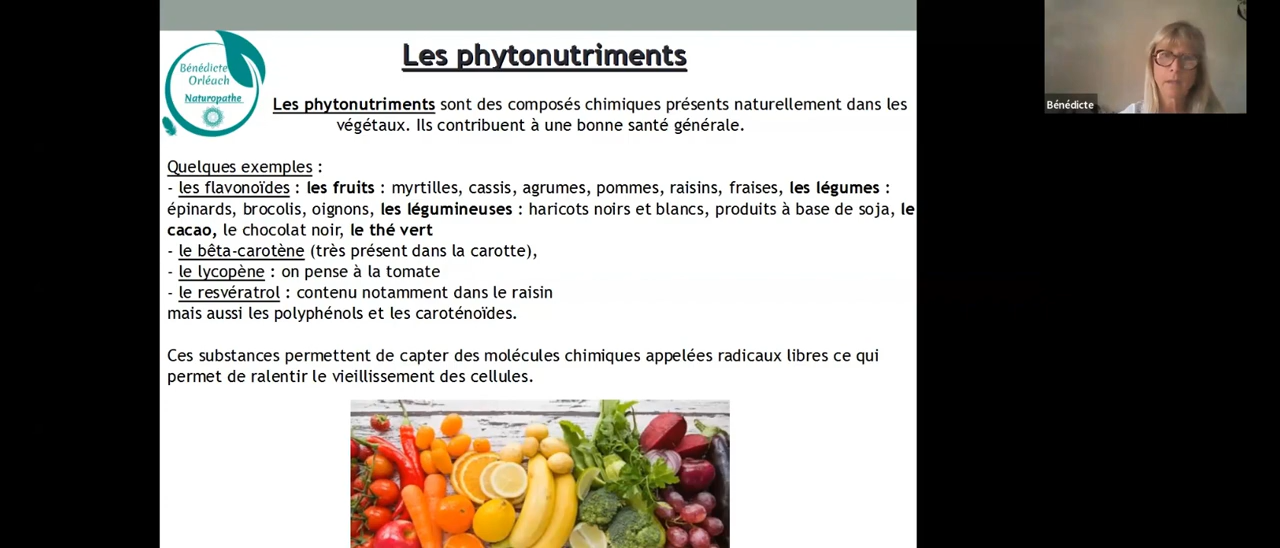 Les phytonutriments
Bénédicte
Orléach
Naturopathe
Les phytonutriments sont des composés chimiques présents naturellement dans les
végétaux. Ils contribuent à une bonne santé générale.
Quelques exemples :
- les flavonoïdes : les fruits : myrtilles, cassis, agrumes, pommes, raisins, fraises, les légumes :
épinards, brocolis, oignons, les légumineuses : haricots noirs et blancs, produits à base de soja, le
cacao, le chocolat noir, le thé vert
- le bêta-carotène (très présent dans la carotte),
- le lycopène : on pense à la tomate
- le resvératrol : contenu notamment dans le raisin
mais aussi les polyphénols et les caroténoïdes.
Ces substances permettent de capter des molécules chimiques appelées radicaux libres ce qui
permet de ralentir le vieillissement des cellules.
Bénédicte